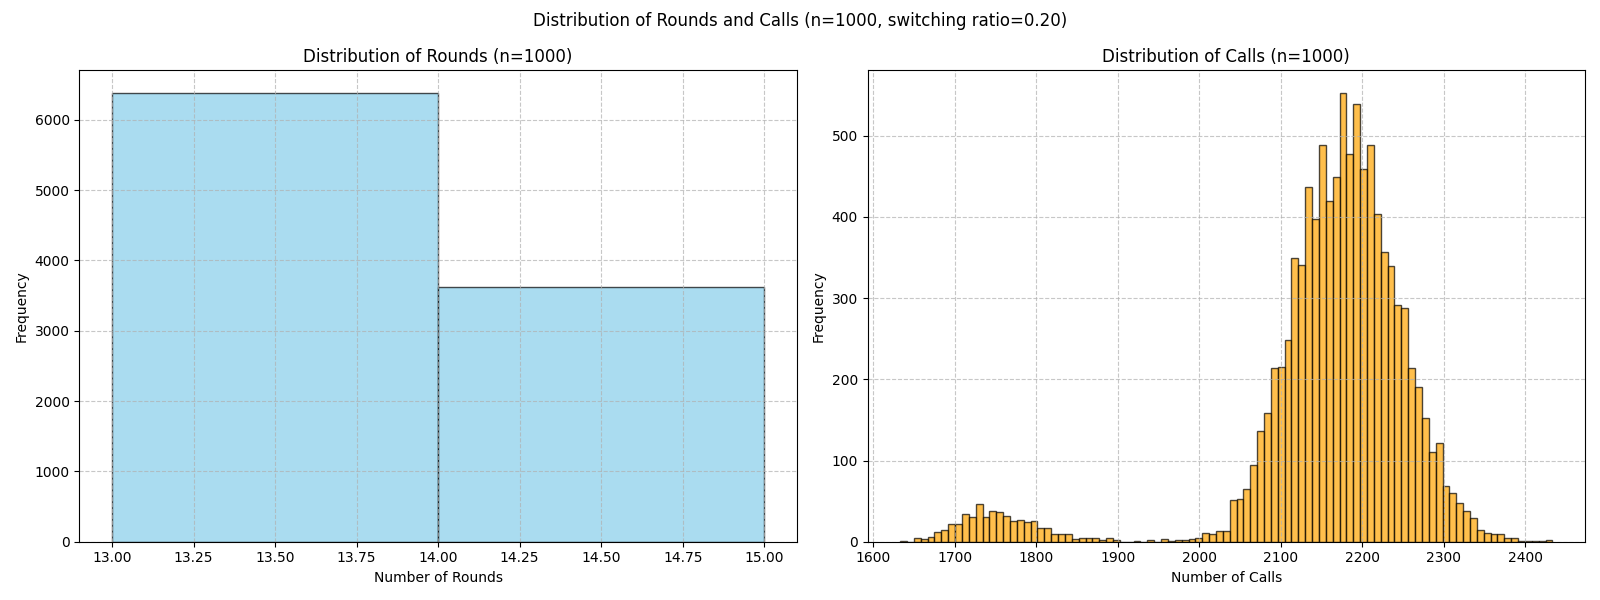 Distribution of Rounds and Calls (n=1000, switching ratio=0.20)
Distribution of Rounds (n=1000)
Frequency
6000
5000
4000
3000
2000
1000
0
13.00 13.25 13.50 13.75 14.00 14.25 14.50 14.75 15.00
Number of Rounds
Distribution of Calls (n=1000)
Frequency
500
400
300
200
100
0
1600 1700 1800 1900 2000 2100 2200 2300 2400
Number of Calls